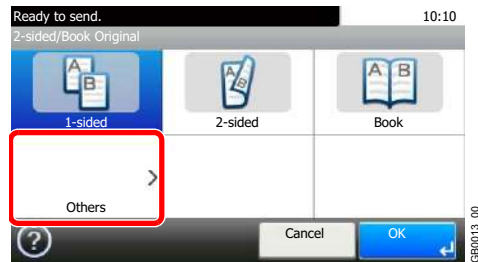 Ready to send.
10:10
2-sided/Book Original
A
B
1-sided
A
B
2-sided
A B
Book
Others
?
Cancel
OK
GB0013_00